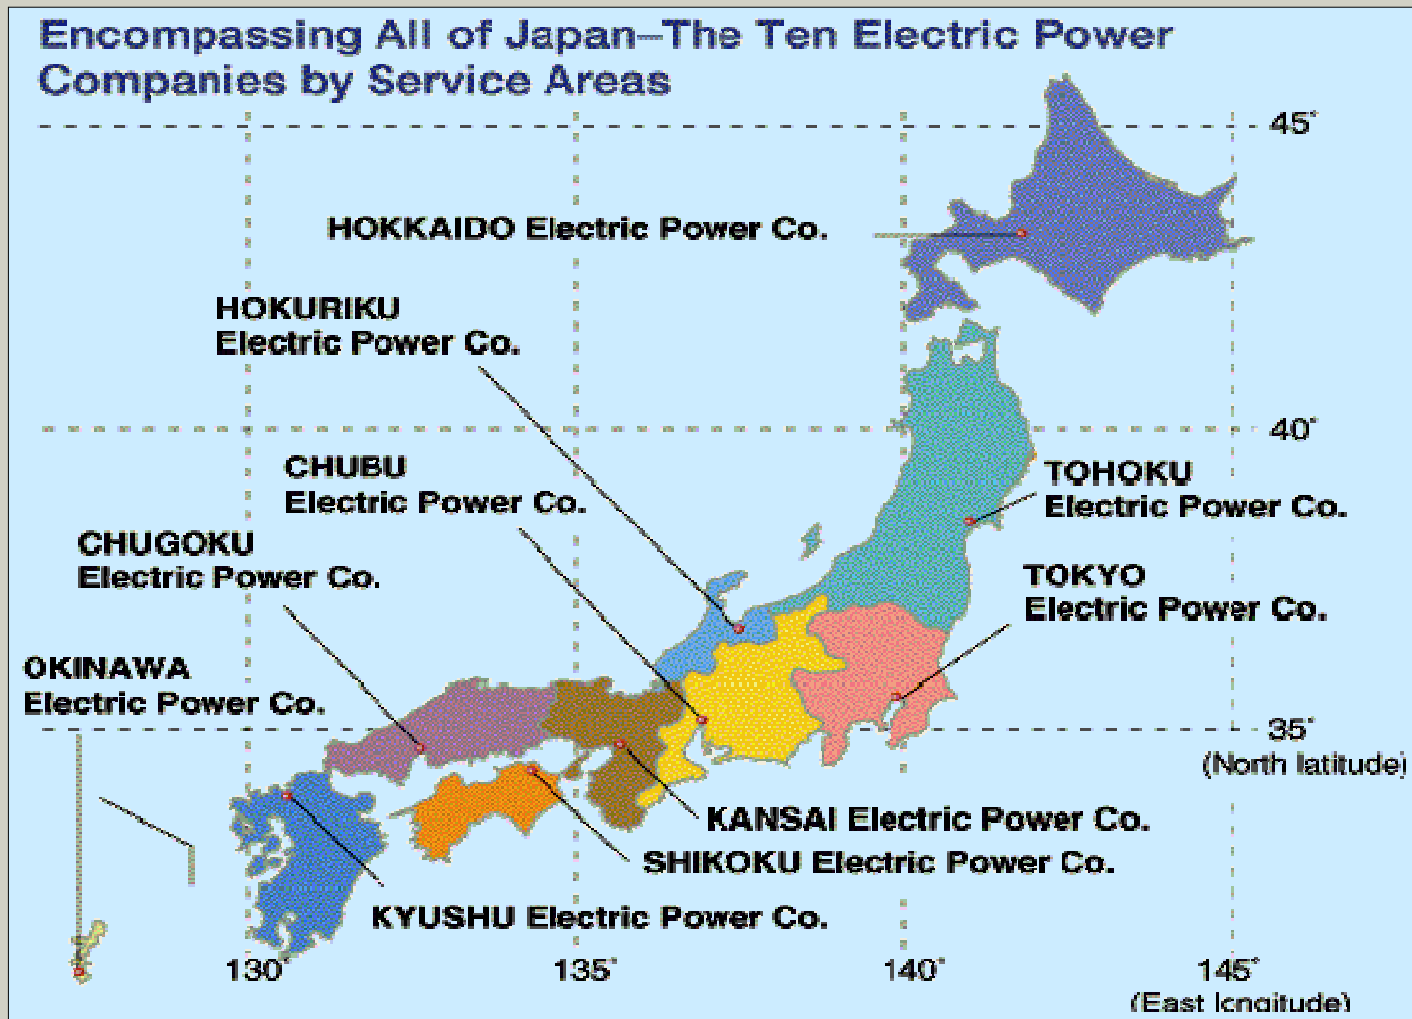 Encompassing All of Japan–The Ten Electric Power
Companies by Service Areas
45°
HOKKAIDO Electric Power Co.
HOKURIKU
Electric Power Co.
40°
CHUBU
Electric Power Co.
TOHOKU
Electric Power Co.
CHUGOKU
Electric Power Co.
TOKYO
Electric Power Co.
OKINAWA
Electric Power Co.
35°
(North latitude)
KANSAI Electric Power Co.
SHIKOKU Electric Power Co.
KYUSHU Electric Power Co.
130° 135° 140° 145°
(East longitude)